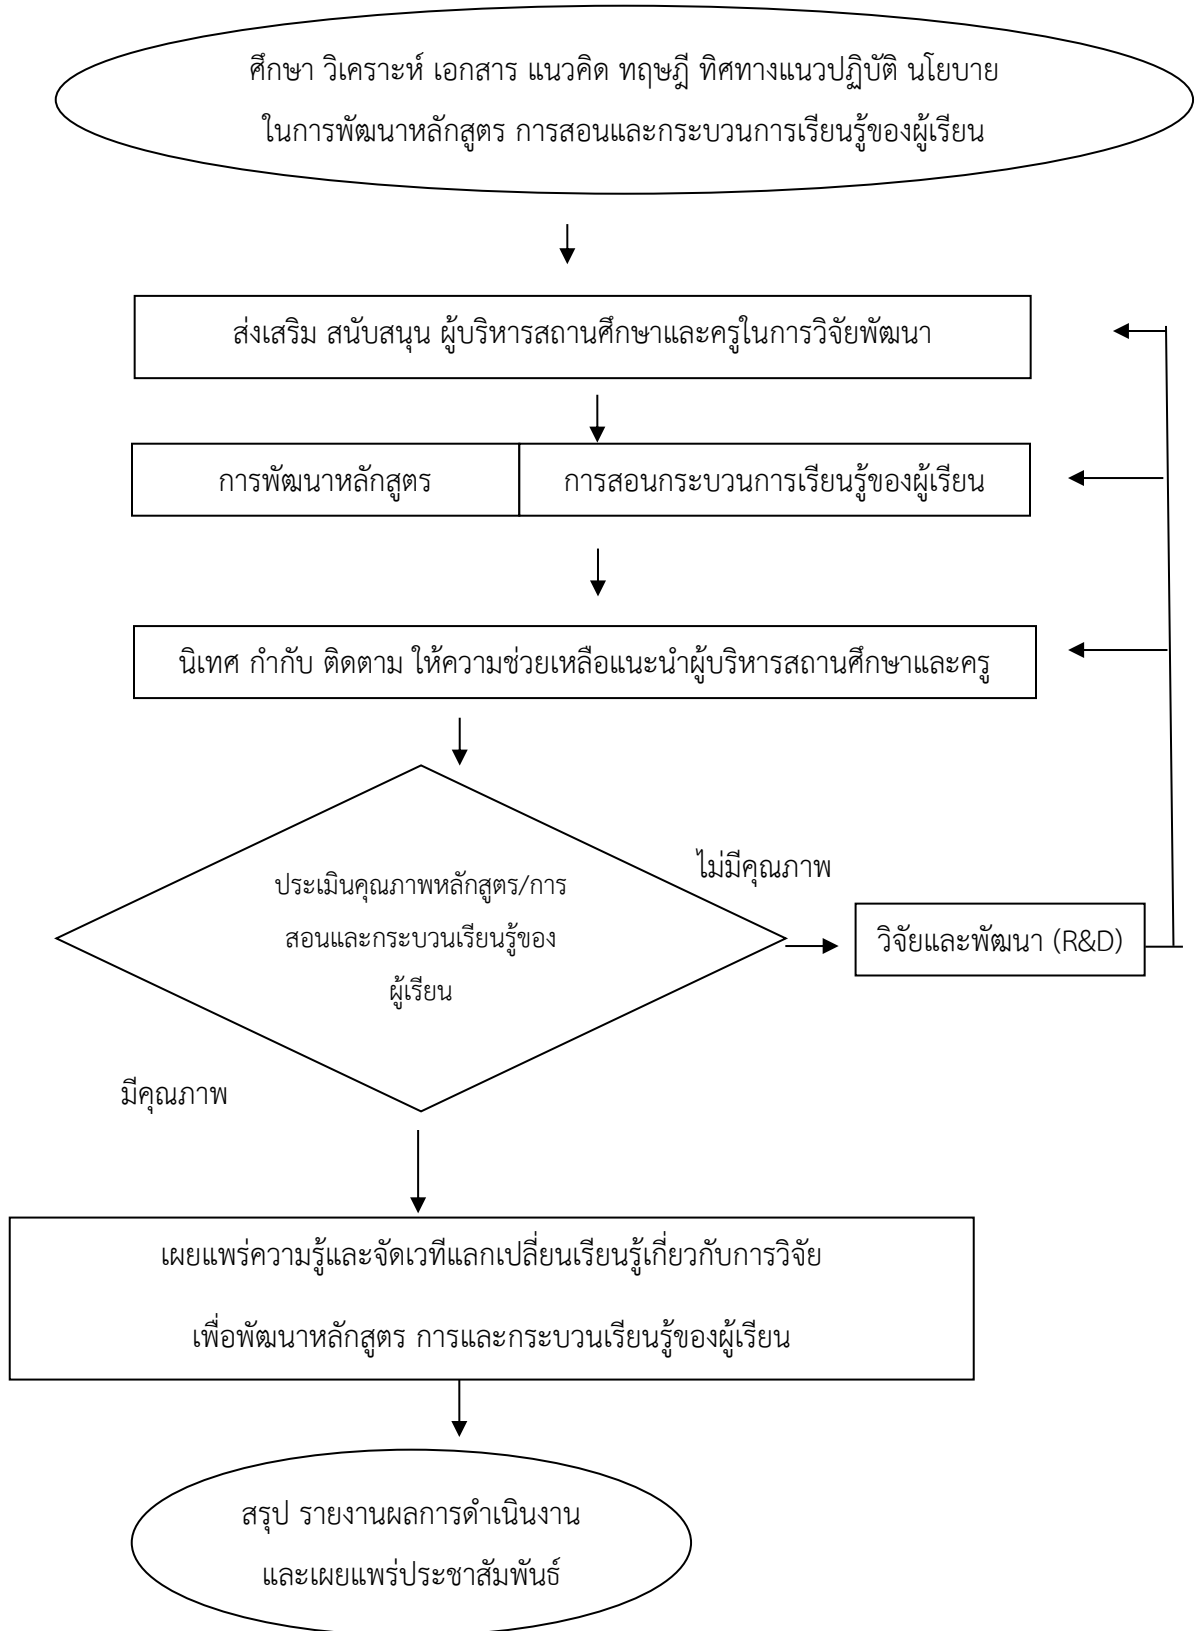 ศึกษา วิเคราะห์ เอกสาร แนวคิด ทฤษฎี ทิศทางแนวปฏิบัติ นโยบาย
ในการพัฒนาหลักสูตร การสอนและกระบวนการเรียนรู้ของผู้เรียน
ส่งเสริม สนับสนุน ผู้บริหารสถานศึกษาและครูในการวิจัยพัฒนา
การพัฒนาหลักสูตร
การสอนกระบวนการเรียนรู้ของผู้เรียน
นิเทศ กำกับ ติดตาม ให้ความช่วยเหลือแนะนำผู้บริหารสถานศึกษาและครู
ไม่มีคุณภาพ
ประเมินคุณภาพหลักสูตร/การ
สอนและกระบวนเรียนรู้ของ
ผู้เรียน
วิจัยและพัฒนา (R&D)
มีคุณภาพ
เผยแพร่ความรู้และจัดเวทีแลกเปลี่ยนเรียนรู้เกี่ยวกับการวิจัย
เพื่อพัฒนาหลักสูตร การและกระบวนเรียนรู้ของผู้เรียน
สรุป รายงานผลการดำเนินงาน
และเผยแพร่ประชาสัมพันธ์